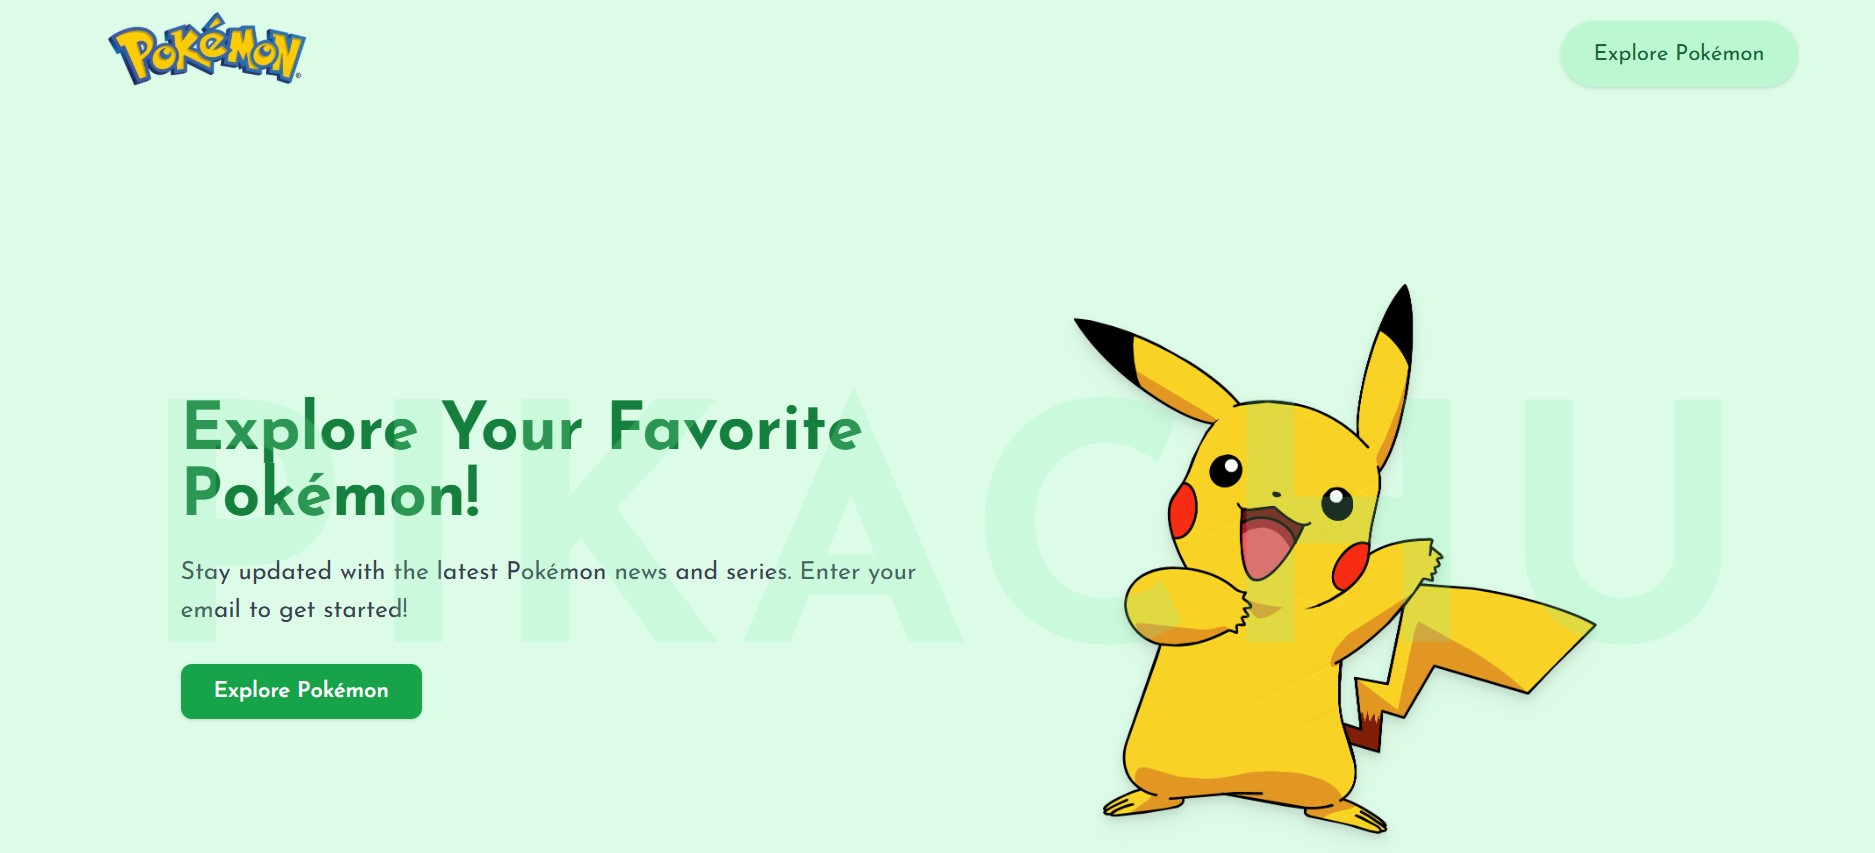 Pokémon
Explore Pokémon
PIKACHU
Explore Your Favorite
Pokémon!
Stay updated with the latest Pokémon news and series. Enter your
email to get started!
Explore Pokémon